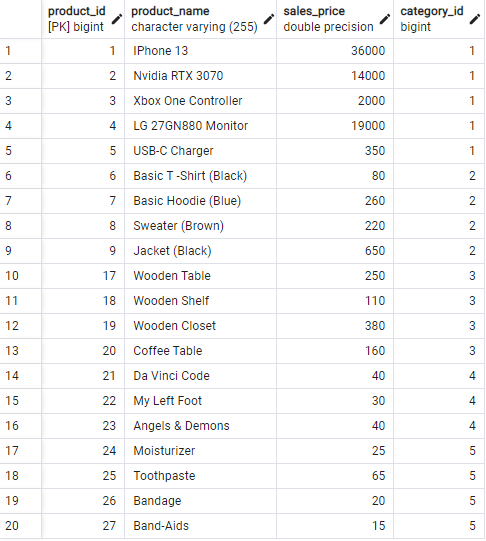 product_id product_name sales_price category_id
[PK] bigint character varying (255) double precision bigint
1 1 IPhone 13 36000 1
2 2 Nvidia RTX 3070 14000 1
3 3 Xbox One Controller 2000 1
4 4 LG 27GN880 Monitor 19000 1
5 5 USB-C Charger 350 1
6 6 Basic T -Shirt (Black) 80 2
7 7 Basic Hoodie (Blue) 260 2
8 8 Sweater (Brown) 220 2
9 9 Jacket (Black) 650 2
10 17 Wooden Table 250 3
11 18 Wooden Shelf 110 3
12 19 Wooden Closet 380 3
13 20 Coffee Table 160 3
14 21 Da Vinci Code 40 4
15 22 My Left Foot 30 4
16 23 Angels & Demons 40 4
17 24 Moisturizer 25 5
18 25 Toothpaste 65 5
19 26 Bandage 20 5
20 27 Band-Aids 15 5